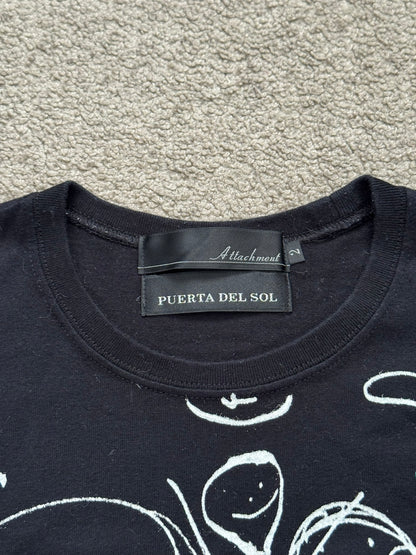 Attachment
2
PUERTA DEL SOL